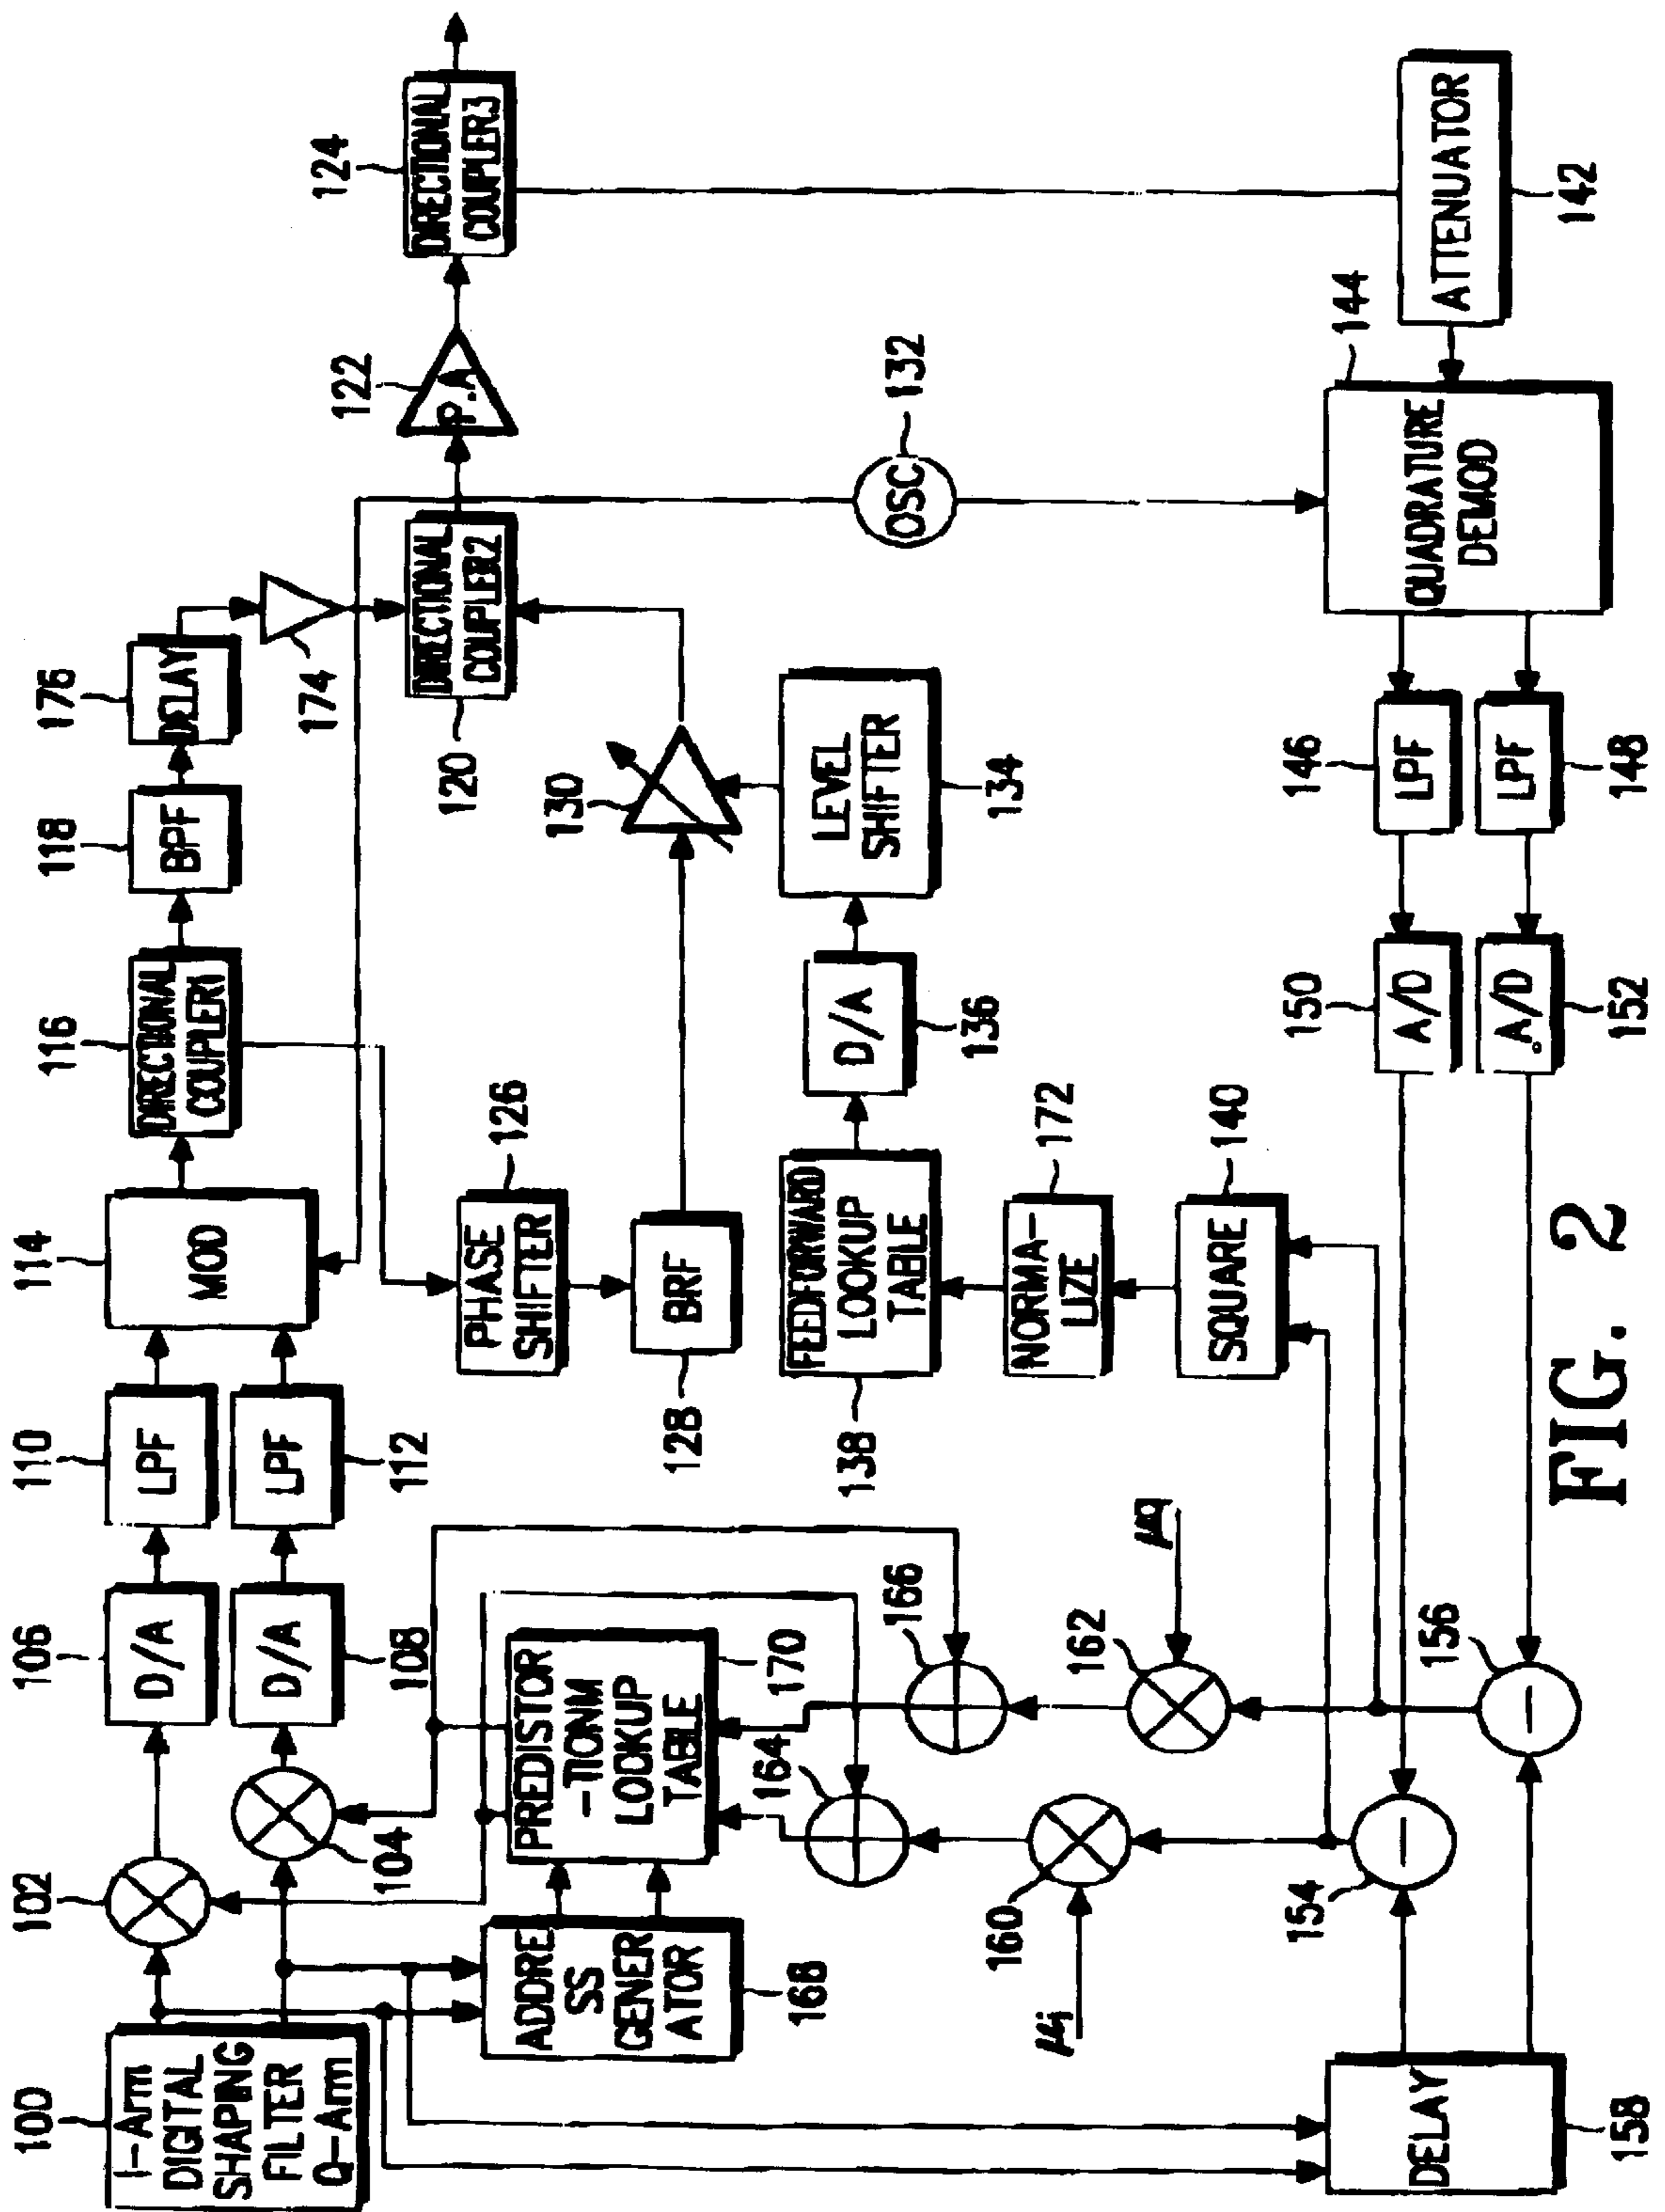 100
I-Arm
DIGITAL
SHAPING
FILTER
Q-Arm
102
104
106
D/A
D/A
108
110
LPF
LPF
112
114
MOD
116
DIRECTIONAL
COUPLER1
118
BPF
176
DELAY
174
DIRECTIONAL
COUPLER2
120
122
P.A
124
DIRECTIONAL
COUPLER3
ADDRE
SS
GENER
ATOR
168
PREDISTOR
-TIONM
LOOKUP
TABLE
170
126
PHASE
SHIFTER
BRF
128
130
OSC
132
164
166
FEEDFORWARD
LOOKUP
TABLE
138
D/A
136
LEVEL
SHIFTER
134
μi
160
162
μq
172
NORMA-
LIZE
140
SQUARE
DELAY
158
154
156
150
A/D
A/D
152
146
LPF
LPF
148
144
QUADRATURE
DEMOD
ATTENUATOR
142
FIG. 2